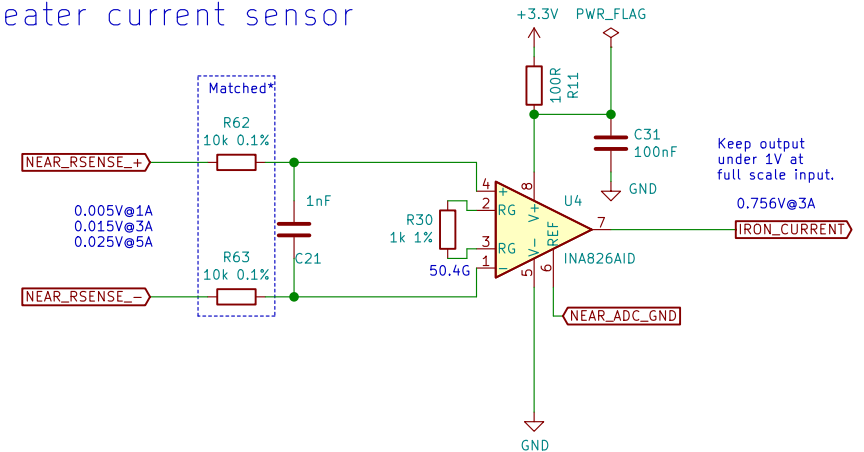 eater current sensor
+3.3V PWR_FLAG
100R
R11
Matched*
R62
10k 0.1%
C31
100nF
Keep output
under 1V at
full scale input.
NEAR_RSENSE_+
GND
4
+
8
U4
1nF
0.756V@3A
0.005V@1A
0.015V@3A
0.025V@5A
R30
1k 1%
2
RG
V+
7
IRON_CURRENT
3
RG
V-
REF
R63
10k 0.1%
C21
50.4G
1
-
5
6
INA826AID
NEAR_RSENSE_-
NEAR_ADC_GND
GND